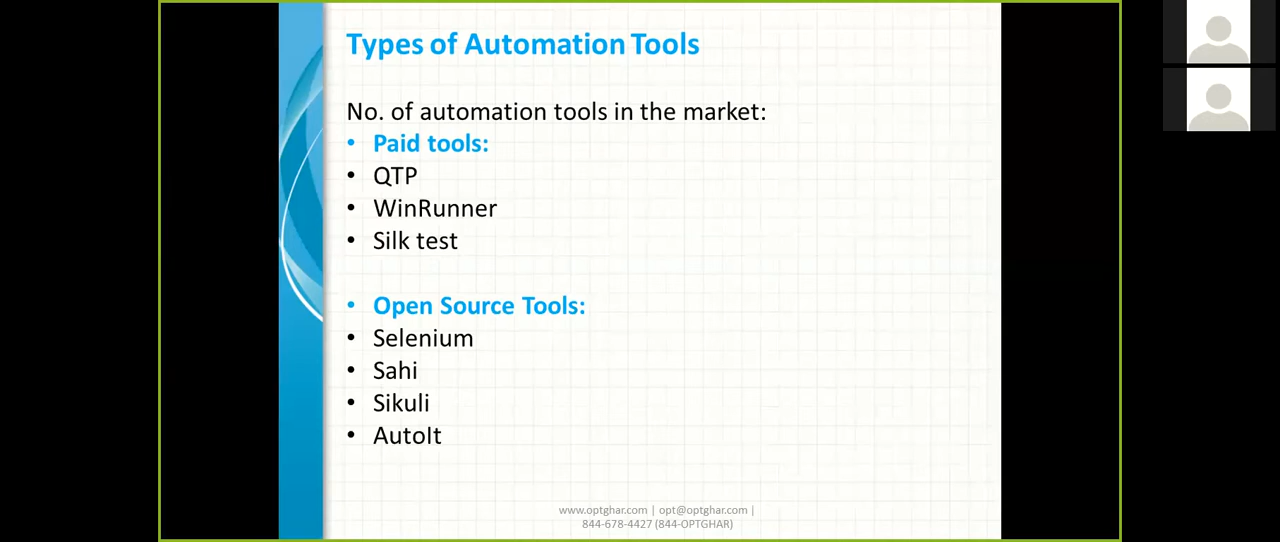 Types of Automation Tools
No. of automation tools in the market:
• Paid tools:
• QTP
• WinRunner
• Silk test
• Open Source Tools:
• Selenium
• Sahi
• Sikuli
• AutoIt
www.optghar.com | opt@optghar.com |
844-678-4427 (844-OPTGHAR)